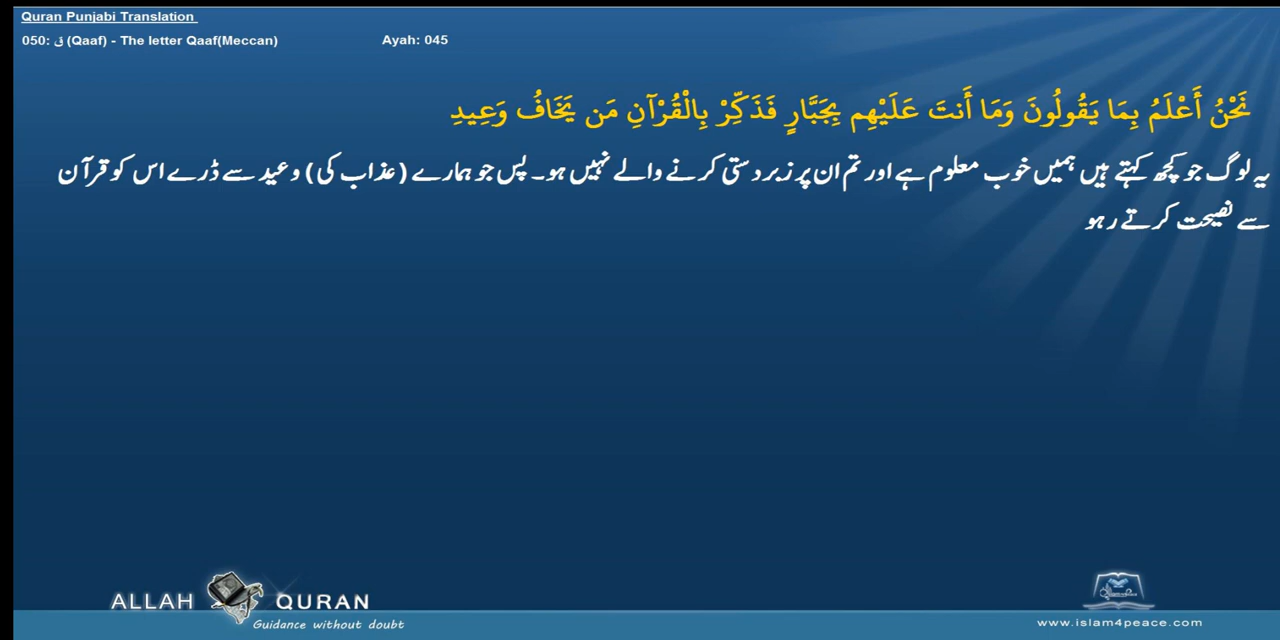 Quran Punjabi Translation
050: ق (Qaaf) - The letter Qaaf(Meccan) Ayah: 045
نَحْنُ أَعْلَمُ بِمَا يَقُولُونَ وَمَا أَنتَ عَلَيْهِم بِجَبَّارٍ فَذَكِّرْ بِالْقُرْآنِ مَن يَخَافُ وَعِيدِ
یہ لوگ جو کچھ کہتے ہیں ہمیں خوب معلوم ہے اور تم ان پر زبردستی کرنے والے نہیں ہو۔ پس جو ہمارے (عذاب کی) وعید سے ڈرے اس کو قرآن
سے نصیحت کرتے رہو
ALLAH QURAN
Guidance without doubt
www.islam4peace.com